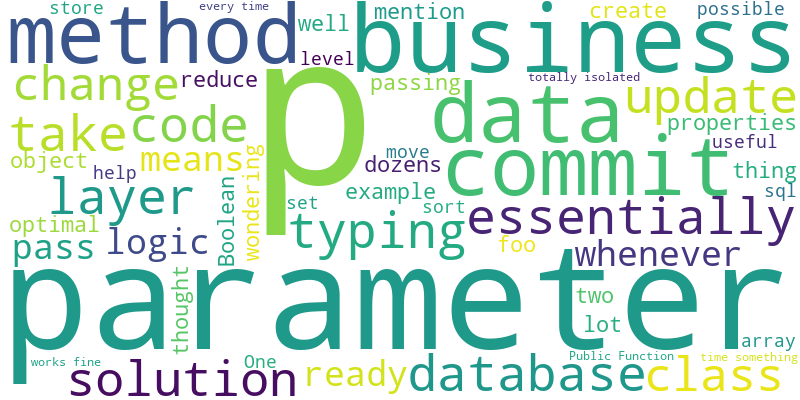 store
every time
mention
create
possible
method
well
business
level
change
reduce
p
passing
totally isolated
data
update
take
code
properties
useful
object
means
move
dozens
commit
thing
help
wondering
layer
Boolean
set
example
sort
sql
essentially
optimal
pass
logic
typing
foo
whenever
thought
parameter
two
lot
array
works fine
One
Public Function
time something
solution
ready
database
class